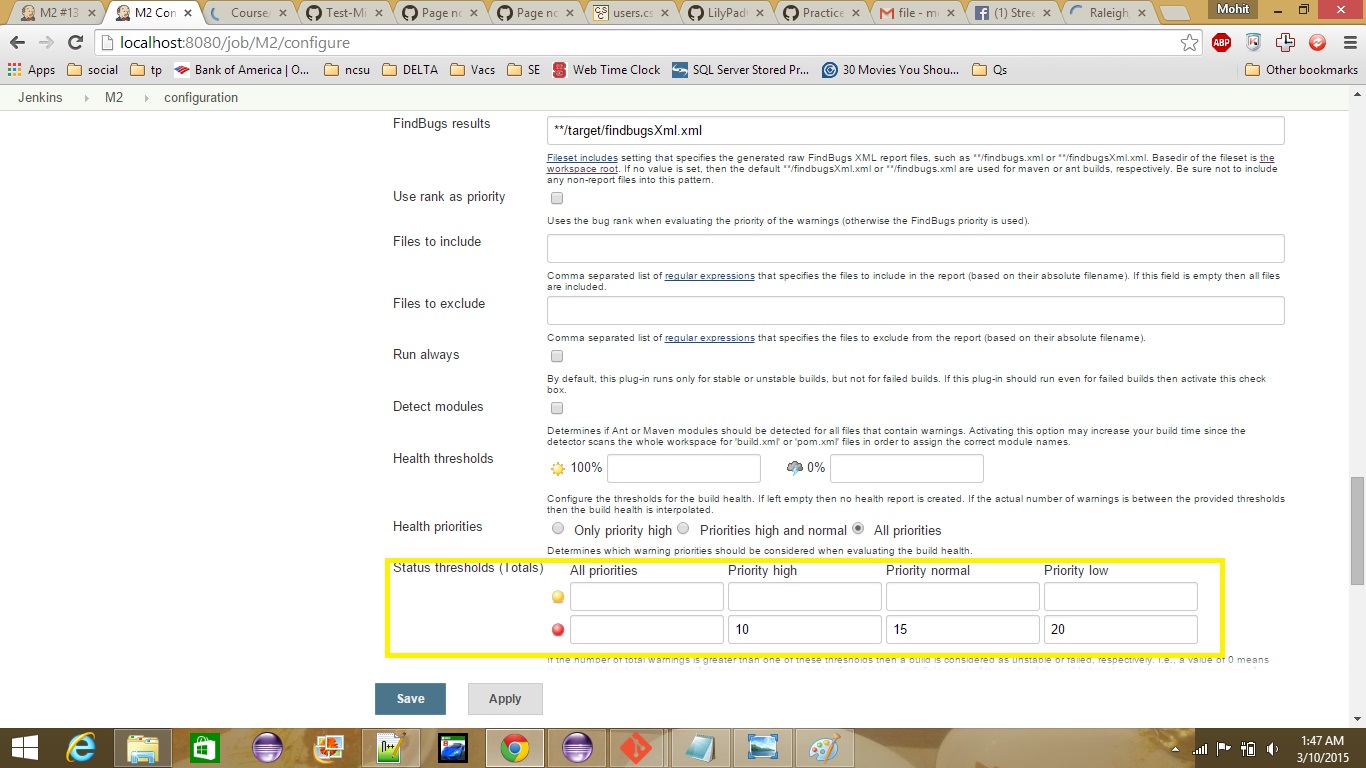 M2 #13
M2 Con
Course
Test-Mi
Page no
Page no
users.cs
LilyPad
Practice
file - m
(1) Stree
Raleigh,
Mohit
localhost:8080/job/M2/configure
ABP
Apps social tp Bank of America | O... ncsu DELTA Vacs SE Web Time Clock SQL Server Stored Pr... 30 Movies You Shou... Qs Other bookmarks
Jenkins M2 configuration
FindBugs results
**/target/findbugsXml.xml
Fileset includes setting that specifies the generated raw FindBugs XML report files, such as **/findbugs.xml or **/findbugsXml.xml. Basedir of the fileset is the
workspace root. If no value is set, then the default **/findbugsXml.xml or **/findbugs.xml are used for maven or ant builds, respectively. Be sure not to include
any non-report files into this pattern.
Use rank as priority
Uses the bug rank when evaluating the priority of the warnings (otherwise the FindBugs priority is used).
Files to include
Comma separated list of regular expressions that specifies the files to include in the report (based on their absolute filename). If this field is empty then all files
are included.
Files to exclude
Comma separated list of regular expressions that specifies the files to exclude from the report (based on their absolute filename).
Run always
By default, this plug-in runs only for stable or unstable builds, but not for failed builds. If this plug-in should run even for failed builds then activate this check
box.
Detect modules
Determines if Ant or Maven modules should be detected for all files that contain warnings. Activating this option may increase your build time since the
detector scans the whole workspace for 'build.xml' or 'pom.xml' files in order to assign the correct module names.
Health thresholds
100% 0%
Configure the thresholds for the build health. If left empty then no health report is created. If the actual number of warnings is between the provided thresholds
then the build health is interpolated.
Health priorities
Only priority high Priorities high and normal All priorities
Determines which warning priorities should be considered when evaluating the build health.
Status thresholds (Totals) All priorities Priority high Priority normal Priority low
10 15 20
If the number of total warnings is greater than one of these thresholds then a build is considered as unstable or failed, respectively. I.e., a value of 0 means
Save Apply
1:47 AM
3/10/2015